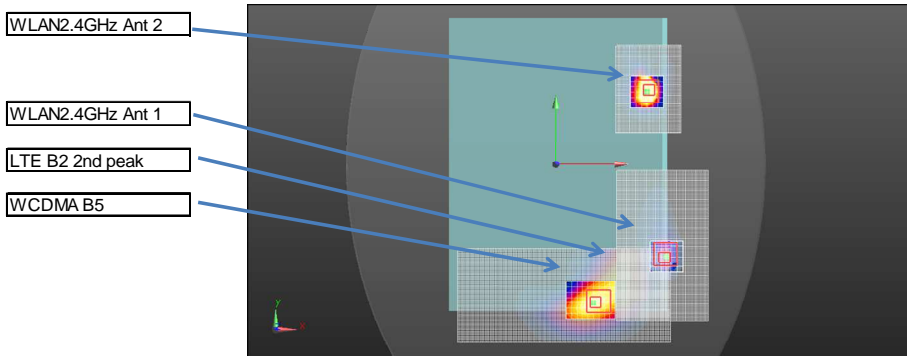 WLAN2.4GHz Ant 2
WLAN2.4GHz Ant 1
LTE B2 2nd peak
WCDMA B5
y
x